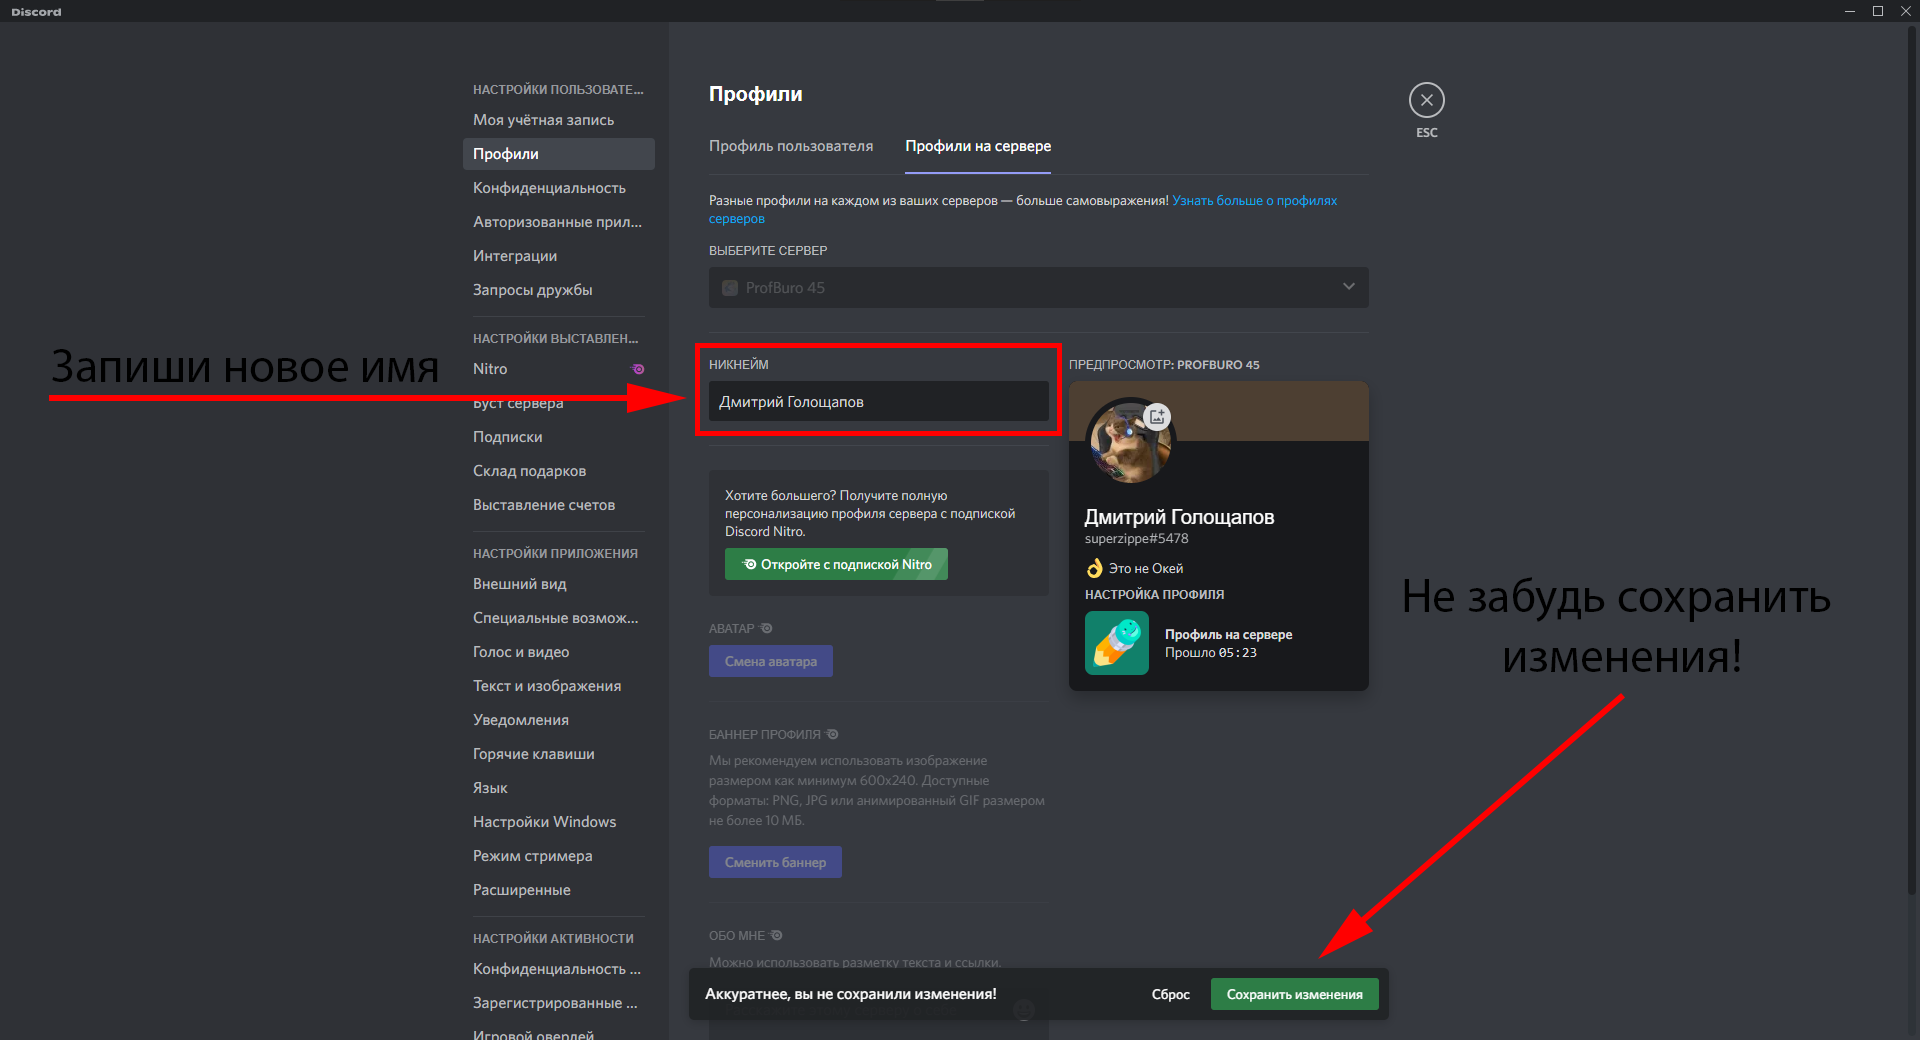 Discord
НАСТРОЙКИ ПОЛЬЗОВАТЕ...
Моя учётная запись
Профили
Конфиденциальность
Авторизованные прил...
Интеграции
Запросы дружбы
НАСТРОЙКИ ВЫСТАВЛЕН...
Nitro
Буст сервера
Подписки
Склад подарков
Выставление счетов
НАСТРОЙКИ ПРИЛОЖЕНИЯ
Внешний вид
Специальные возмож...
Голос и видео
Текст и изображения
Уведомления
Горячие клавиши
Язык
Настройки Windows
Режим стримера
Расширенные
НАСТРОЙКИ АКТИВНОСТИ
Конфиденциальность ...
Зарегистрированные ...
Игровой оверлей
Запиши новое имя
Профили
Профиль пользователя
Профили на сервере
Разные профили на каждом из ваших серверов — больше самовыражения! Узнать больше о профилях
серверов
ВЫБЕРИТЕ СЕРВЕР
ProfBuro 45
НИКНЕЙМ
Дмитрий Голощапов
Хотите большего? Получите полную
персонализацию профиля сервера с подпиской
Discord Nitro.
Откройте с подпиской Nitro
АВАТАР
Смена аватара
БАННЕР ПРОФИЛЯ
Мы рекомендуем использовать изображение
размером как минимум 600x240. Доступные
форматы: PNG, JPG или анимированный GIF размером
не более 10 МБ.
Сменить баннер
ОБО МНЕ
Можно использовать разметку текста и ссылки.
ПРЕДПРОСМОТР: PROFBURO 45
Дмитрий Голощапов
superzippe#5478
Это не Окей
НАСТРОЙКА ПРОФИЛЯ
Профиль на сервере
Прошло 05:23
ESC
Не забудь сохранить
изменения!
Аккуратнее, вы не сохранили изменения!
Сброс
Сохранить изменения